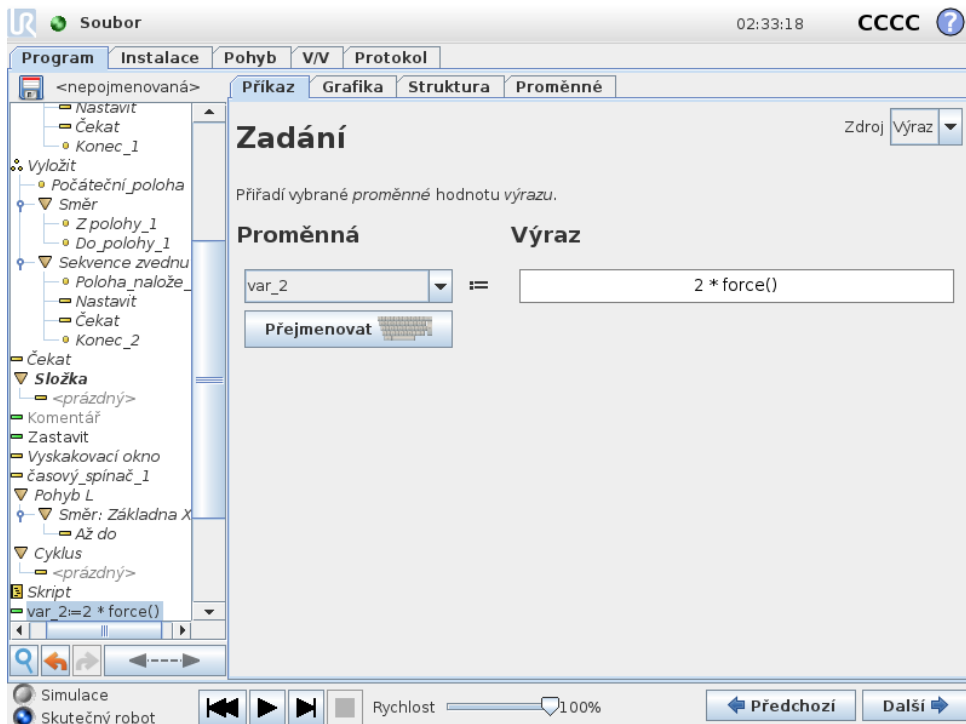 UR Soubor 02:33:18 CCCC ?
Program Instalace Pohyb V/V Protokol
<nepojmenovaná> Příkaz Grafika Struktura Proměnné
Nastavit
Čekat
Konec_1
Vyložit
Počáteční_poloha
Směr
Z polohy_1
Do_polohy_1
Sekvence zvednu
Poloha_nalože_
Nastavit
Čekat
Konec_2
Čekat
Složka
<prázdný>
Komentář
Zastavit
Vyskakovací okno
časový_spínač_1
Pohyb L
Směr: Základna X
Až do
Cyklus
<prázdný>
Skript
var_2:=2 * force()
Zadání
Zdroj Výraz
Přiřadí vybrané proměnné hodnotu výrazu.
Proměnná Výraz
var_2 := 2 * force()
Přejmenovat
Simulace
Skutečný robot
Rychlost 100%
Předchozí Další